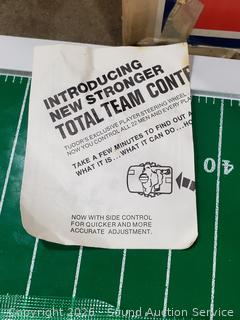 INTRODUCING
NEW STRONGER
TOTAL TEAM CONT
TUDOR'S EXCLUSIVE PLAYER STEERING WHEEL
NOW YOU CONTROL ALL 22 MEN AND EVERY PLA
TAKE A FEW MINUTES TO FIND OUT A
WHAT IT IS...WHAT IT CAN DO...HO
NOW WITH SIDE CONTROL
FOR QUICKER AND MORE
ACCURATE ADJUSTMENT.
40
Copyright 2026 - Sound Auction Service